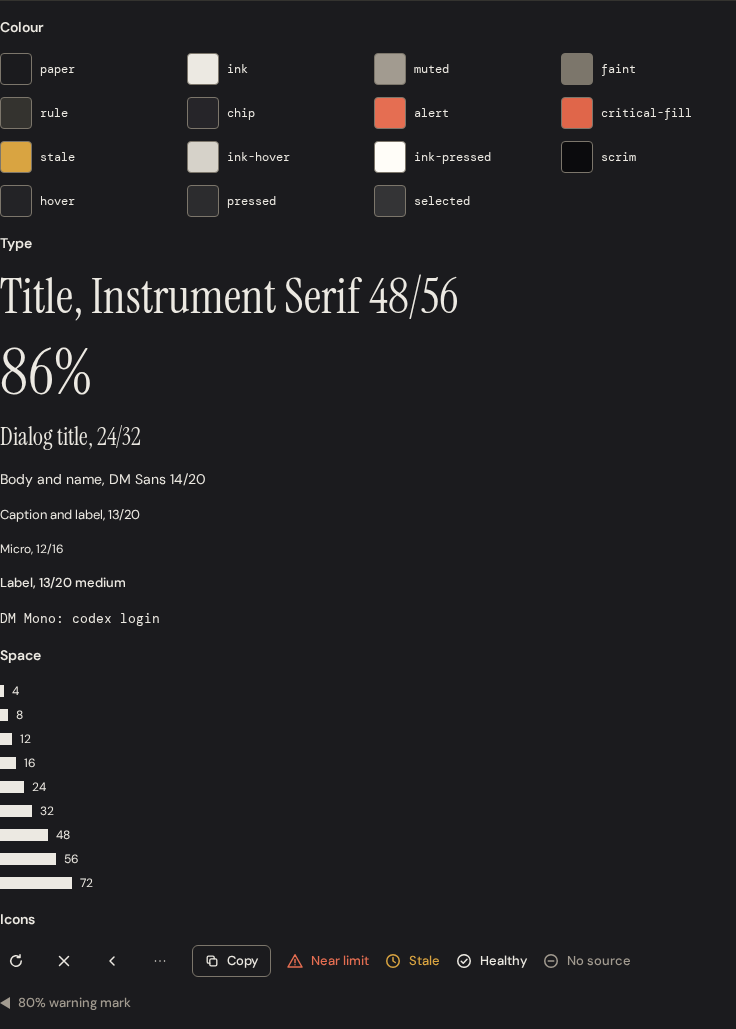 Colour
paper ink muted faint
rule chip alert critical-fill
stale ink-hover ink-pressed scrim
hover pressed selected
Type
Title, Instrument Serif 48/56
86%
Dialog title, 24/32
Body and name, DM Sans 14/20
Caption and label, 13/20
Micro, 12/16
Label, 13/20 medium
DM Mono: codex login
Space
4
8
12
16
24
32
48
56
72
Icons
Copy Near limit Stale Healthy No source
80% warning mark